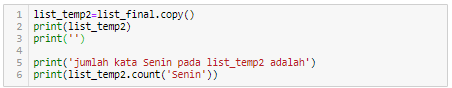 1 list_temp2=list_final.copy()
2 print(list_temp2)
3 print('')
4
5 print('jumlah kata Senin pada list_temp2 adalah')
6 print(list_temp2.count('Senin'))